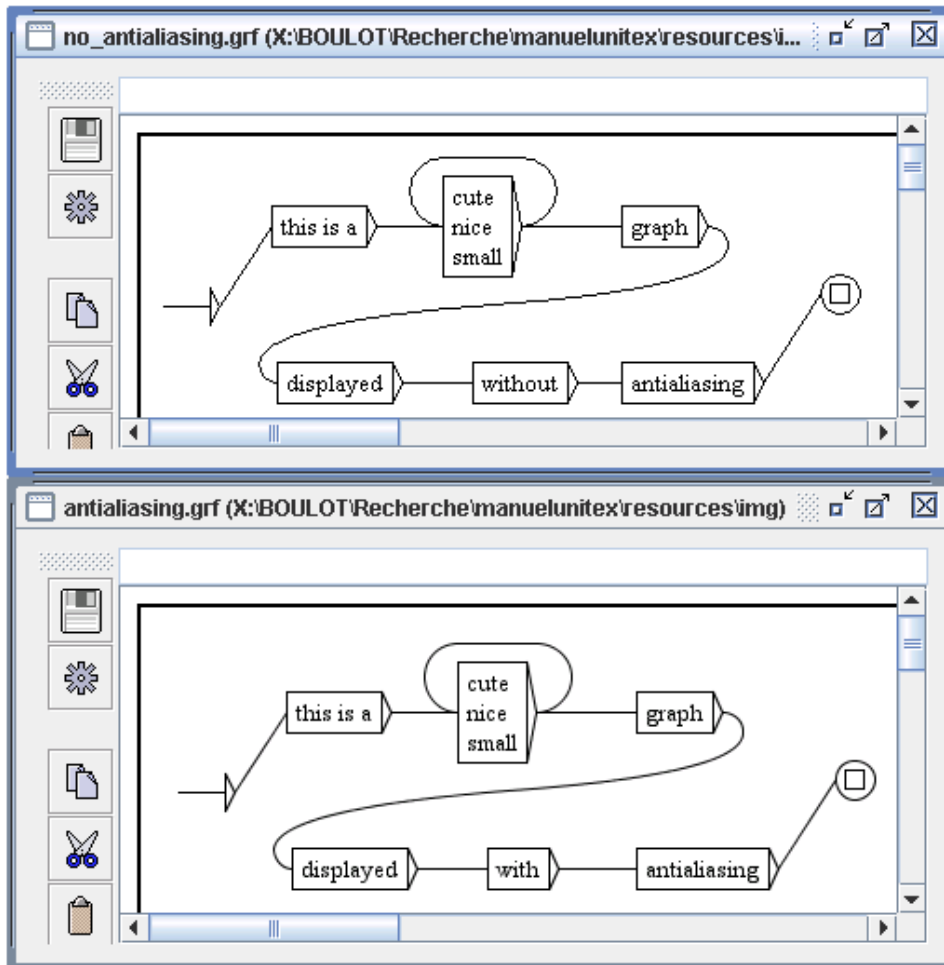 no_antialiasing.grf (X:\BOULOT\Recherche\manuelunitex\resources\i...
this is a
cute
nice
small
graph
displayed
without
antialiasing
antialiasing.grf (X:\BOULOT\Recherche\manuelunitex\resources\img)
this is a
cute
nice
small
graph
displayed
with
antialiasing